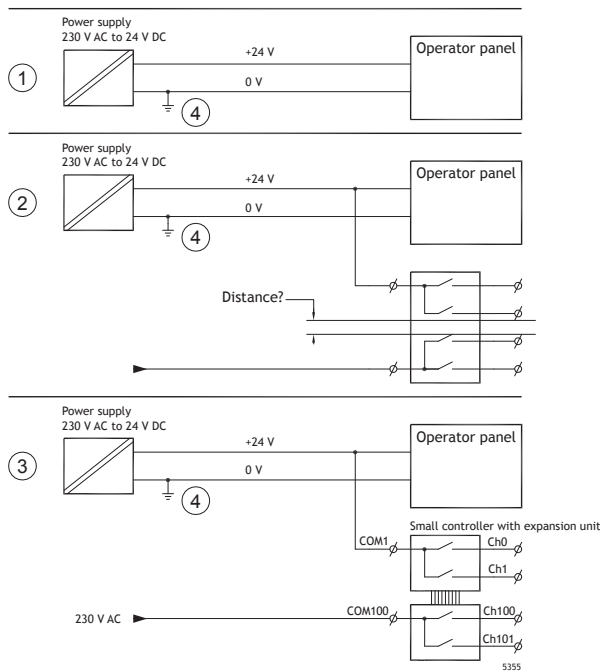 Power supply
230 V AC to 24 V DC
+24 V
Operator panel
1
0 V
4
Power supply
230 V AC to 24 V DC
+24 V
Operator panel
2
0 V
4
Distance?
Power supply
230 V AC to 24 V DC
+24 V
Operator panel
3
0 V
4
Small controller with expansion unit
COM1
Ch0
Ch1
230 V AC
COM100
Ch100
Ch101
5355